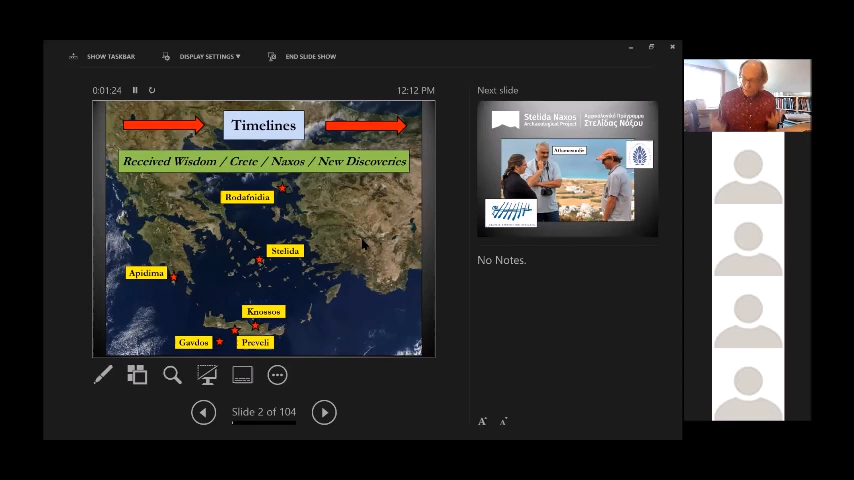 SHOW TASKBAR
DISPLAY SETTINGS ▼
END SLIDE SHOW
0:01:24
12:12 PM
Timelines
Received Wisdom / Crete / Naxos / New Discoveries
Rodafnidia
Stelida
Apidima
Knossos
Gavdos
Preveli
Slide 2 of 104
Next slide
Stelida Naxos
Archaeological Project
Αρχαιολογικό Πρόγραμμα
Στελίδας Νάξου
No Notes.
A
A